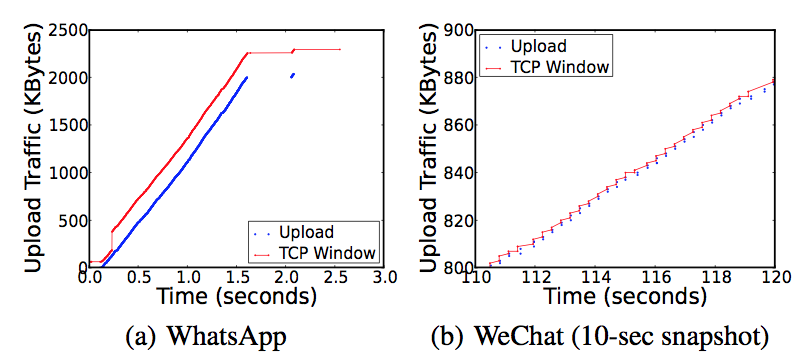 Upload Traffic (KBytes)
2500
2000
1500
1000
500
0
0.0 0.5 1.0 1.5 2.0 2.5 3.0
Time (seconds)
Upload
TCP Window
(a) WhatsApp
Upload Traffic (KBytes)
900
880
860
840
820
800
110 112 114 116 118 120
Time (seconds)
Upload
TCP Window
(b) WeChat (10-sec snapshot)